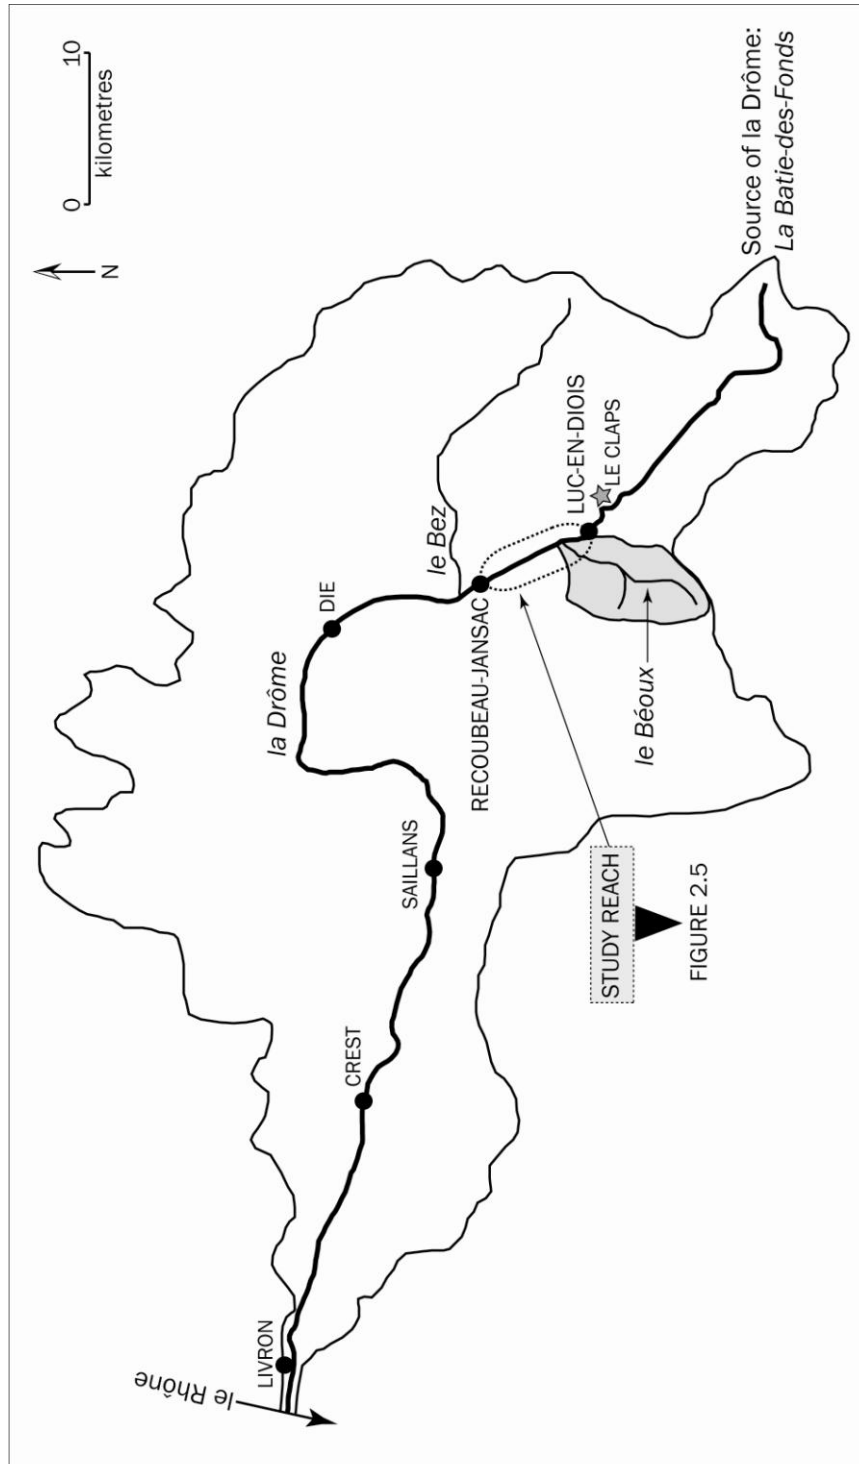 N
0 10
kilometres
le Rhône
LIVRON
CREST
SAILLANS
la Drôme
DIE
le Bez
RECOUBEAU-JANSAC
LUC-EN-DIOIS
LE CLAPS
STUDY REACH
FIGURE 2.5
le Béoux
Source of la Drôme:
La Batie-des-Fonds